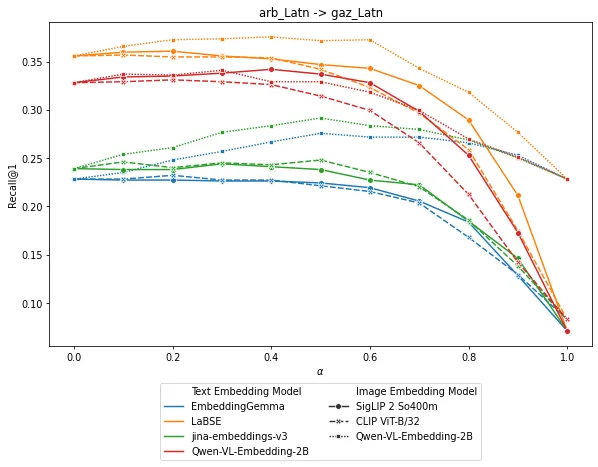 arb_Latn -> gaz_Latn
Recall@1
0.35
0.30
0.25
0.20
0.15
0.10
0.0
0.2
0.4
0.6
0.8
1.0
α
Text Embedding Model
EmbeddingGemma
LaBSE
jina-embeddings-v3
Qwen-VL-Embedding-2B
Image Embedding Model
SigLIP 2 So400m
CLIP ViT-B/32
Qwen-VL-Embedding-2B